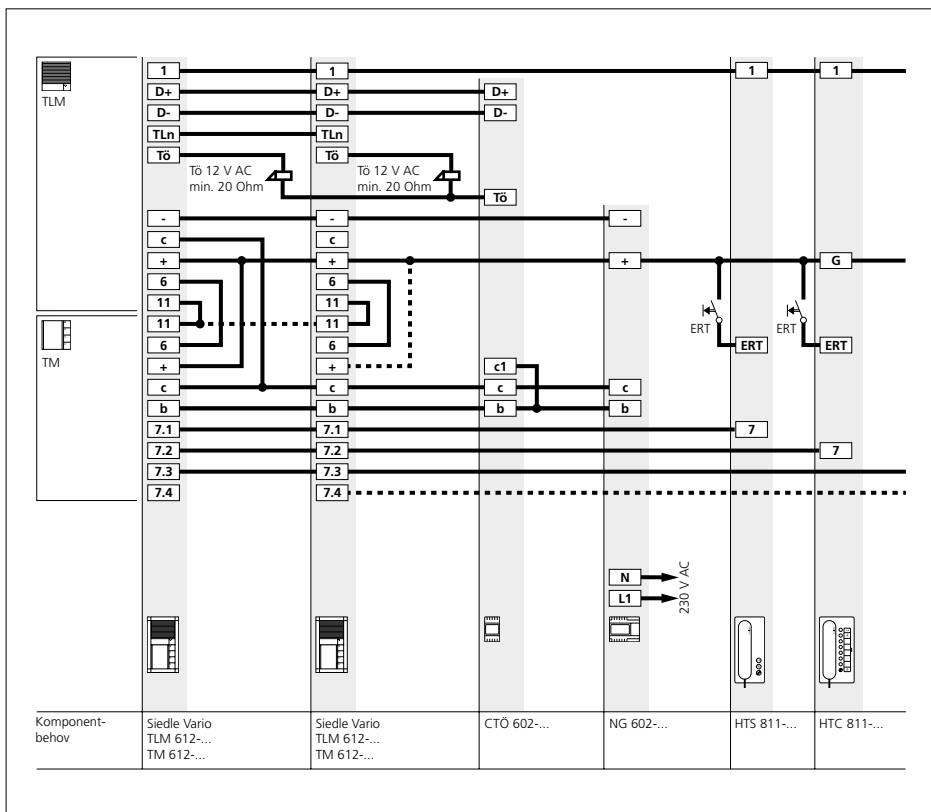 TLM
1 1 1 1
D+ D+ D+
D- D- D-
TLn TLn
Tö Tö
Tö 12 V AC Tö 12 V AC
min. 20 Ohm min. 20 Ohm
Tö
- - -
c c
+ + + G
6 6
11 11
TM
11 11
ERT ERT
6 6 ERT ERT
+ + c1
c c c c
b b b b
7.1 7.1 7
7.2 7.2 7
7.3 7.3
7.4 7.4
N
L1
230 V AC
Komponent-
behov
Siedle Vario
TLM 612-...
TM 612-...
Siedle Vario
TLM 612-...
TM 612-...
CTÖ 602-...
NG 602-...
HTS 811-...
HTC 811-...